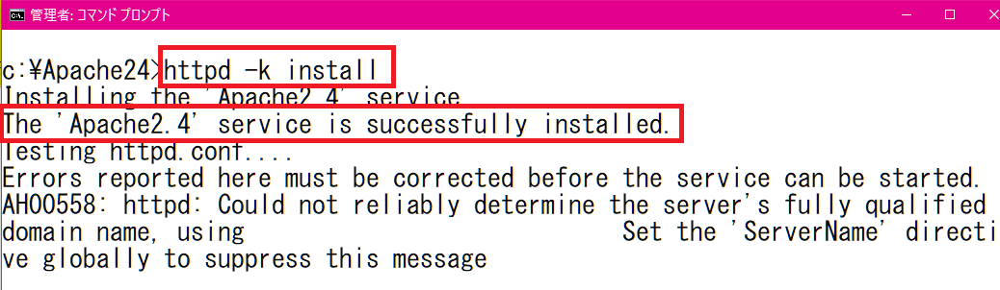 管理者: コマンド プロンプト
c:¥Apache24>httpd -k install
Installing the 'Apache2.4' service
The 'Apache2.4' service is successfully installed.
Testing httpd.conf....
Errors reported here must be corrected before the service can be started.
AH00558: httpd: Could not reliably determine the server's fully qualified
domain name, using Set the 'ServerName' directi
ve globally to suppress this message